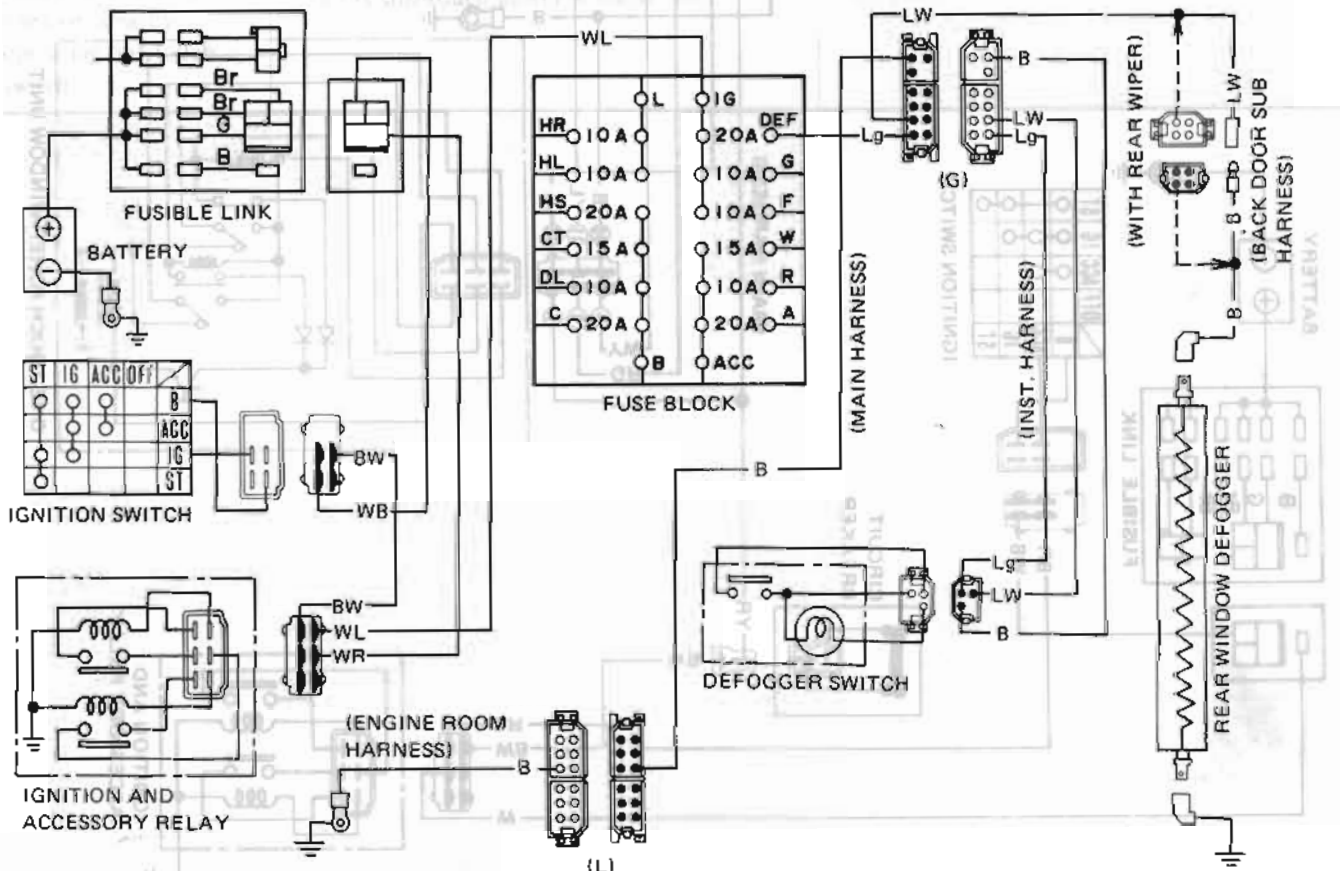 Br
Br
G
B
FUSIBLE LINK
BATTERY
WL
L
IG
HR 10A
20A DEF
HL 10A
10A G
HS 20A
10A F
CT 15A
15A W
DL 10A
10A R
C 20A
20A A
B
ACC
FUSE BLOCK
LW
B
LW
Lg
Lg
(G)
(MAIN HARNESS)
(INST. HARNESS)
(WITH REAR WIPER)
LW
B
(BACK DOOR SUB
HARNESS)
B
REAR WINDOW DEFOGGER
ST IG ACC OFF
B
ACC
IG
ST
IGNITION SWITCH
BW
WB
BW
WL
WR
IGNITION AND
ACCESSORY RELAY
B
Lg
LW
B
DEFOGGER SWITCH
(ENGINE ROOM
HARNESS)
B
(L)